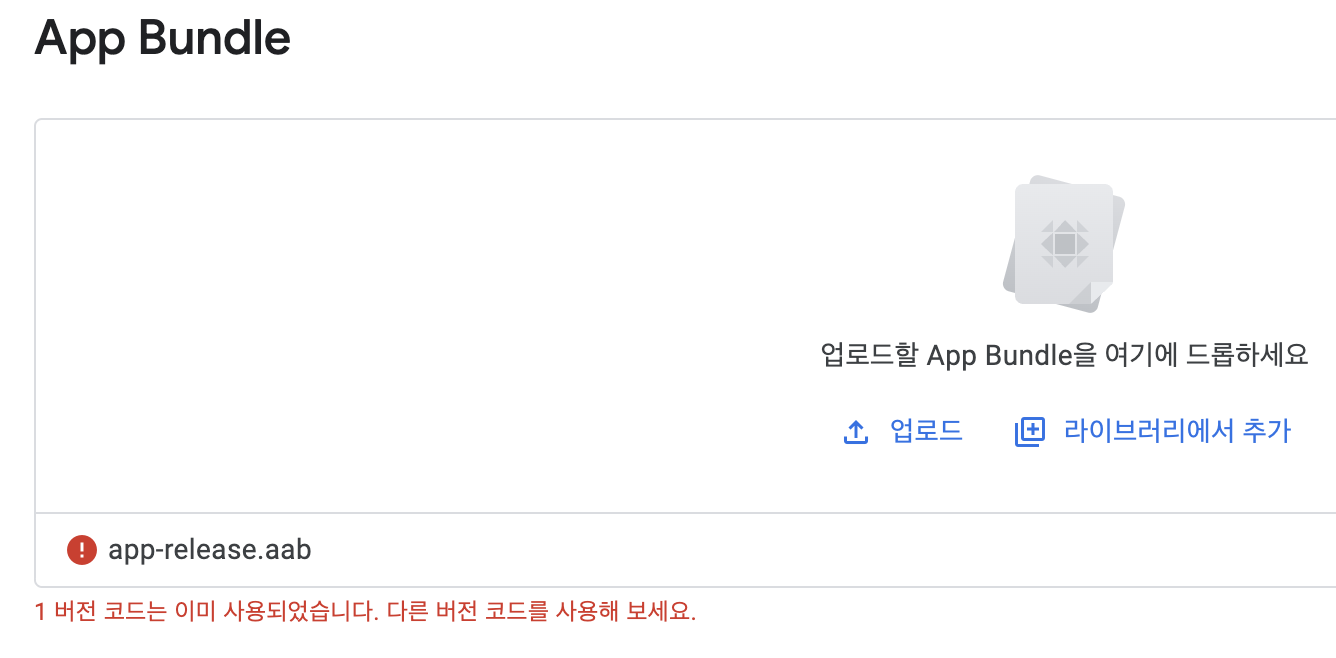 App Bundle
업로드할 App Bundle을 여기에 드롭하세요
업로드 라이브러리에서 추가
app-release.aab
1 버전 코드는 이미 사용되었습니다. 다른 버전 코드를 사용해 보세요.